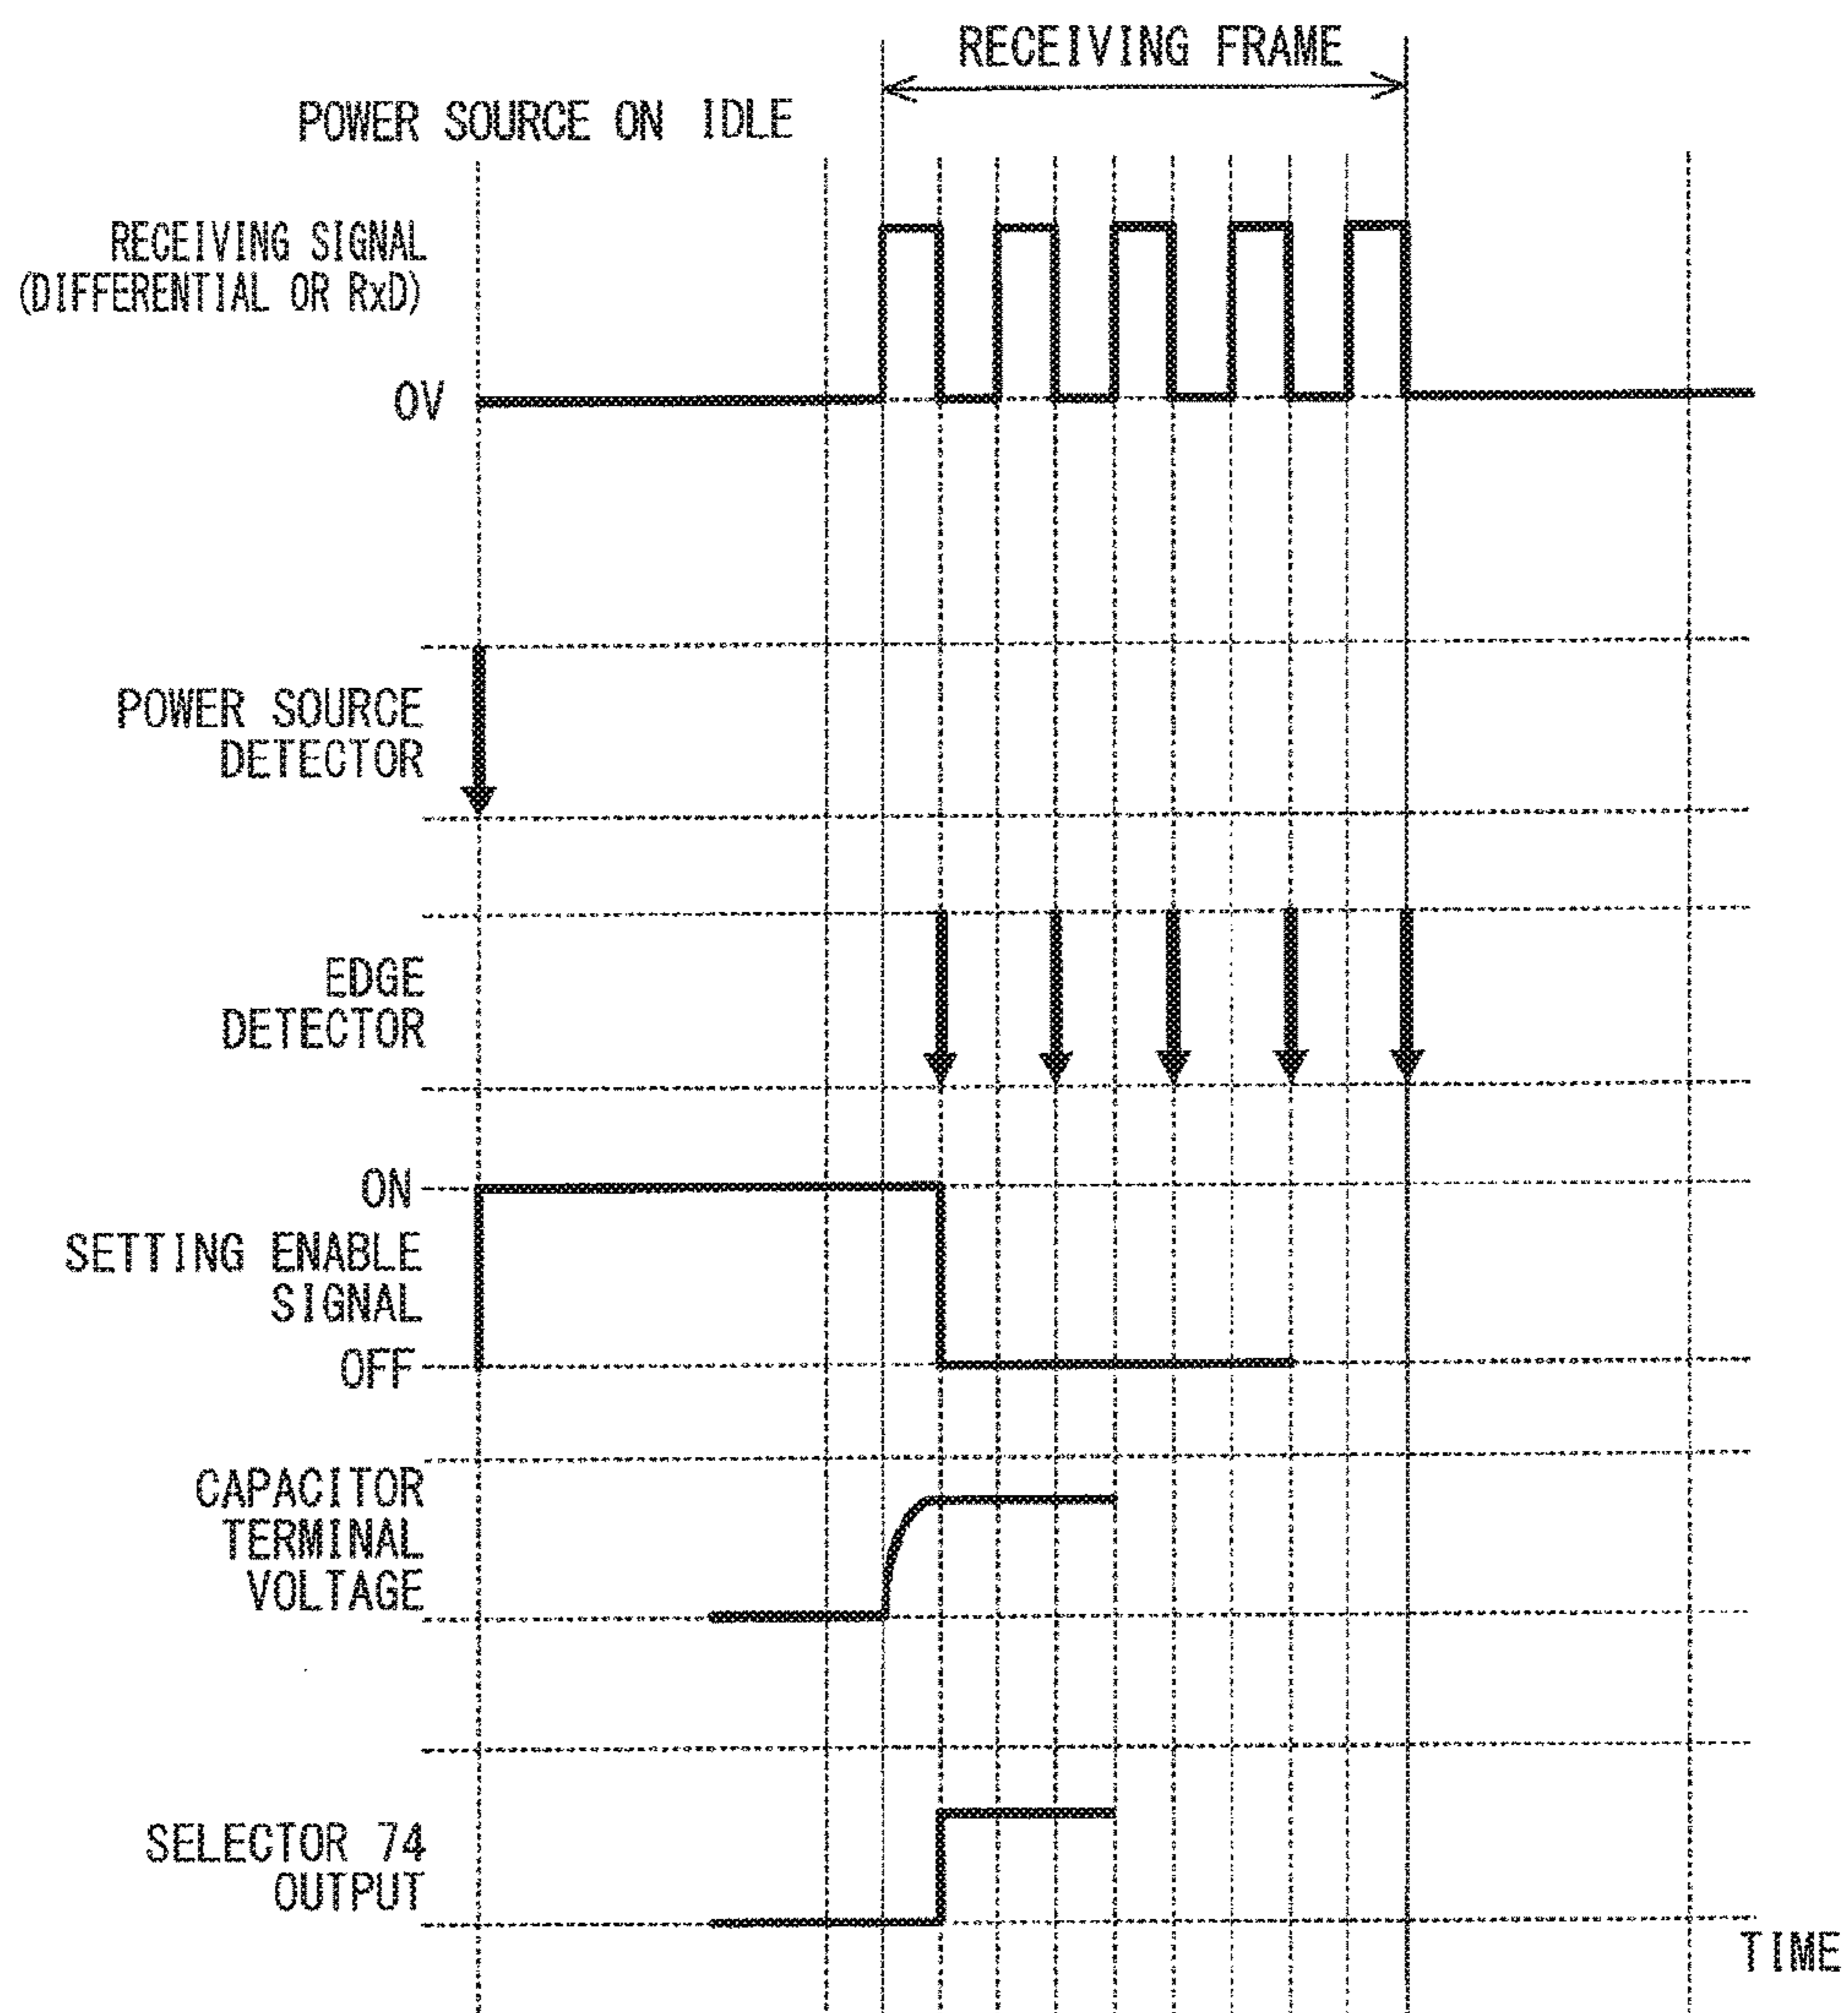 RECEIVING FRAME
POWER SOURCE ON IDLE
RECEIVING SIGNAL
(DIFFERENTIAL OR RxD)
0V
POWER SOURCE
DETECTOR
EDGE
DETECTOR
ON
SETTING ENABLE
SIGNAL
OFF
CAPACITOR
TERMINAL
VOLTAGE
SELECTOR 74
OUTPUT
TIME